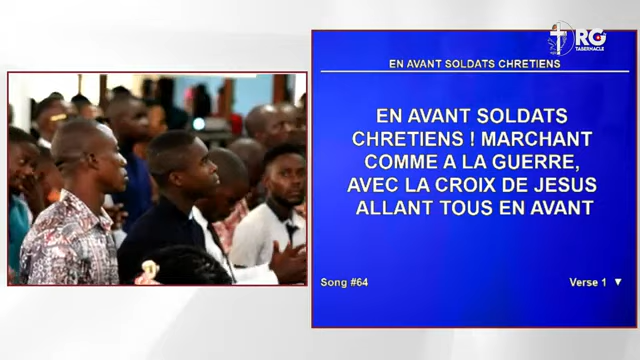 RG
TABERNACLE
EN AVANT SOLDATS CHRETIENS
EN AVANT SOLDATS
CHRETIENS ! MARCHANT
COMME A LA GUERRE,
AVEC LA CROIX DE JESUS
ALLANT TOUS EN AVANT
Song #64
Verse 1 ▼